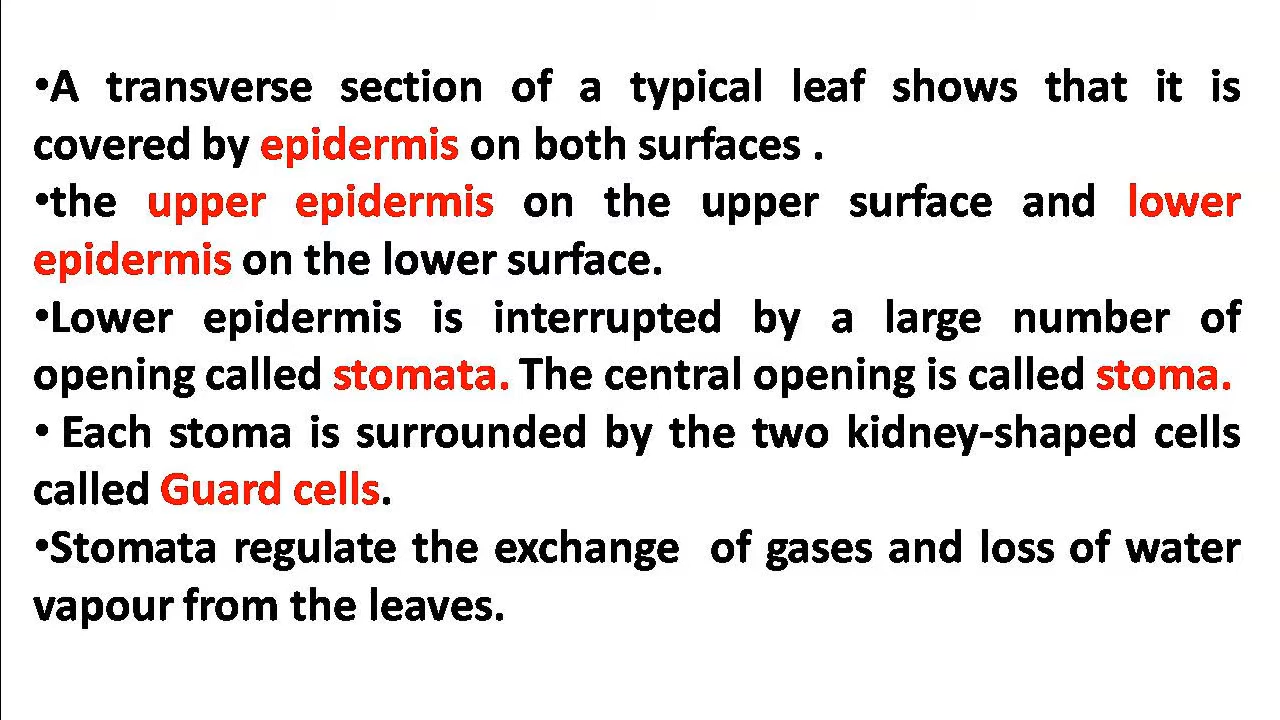 •A transverse section of a typical leaf shows that it is
covered by epidermis on both surfaces .
•the upper epidermis on the upper surface and lower
epidermis on the lower surface.
•Lower epidermis is interrupted by a large number of
opening called stomata. The central opening is called stoma.
• Each stoma is surrounded by the two kidney-shaped cells
called Guard cells.
•Stomata regulate the exchange  of gases and loss of water
vapour from the leaves.